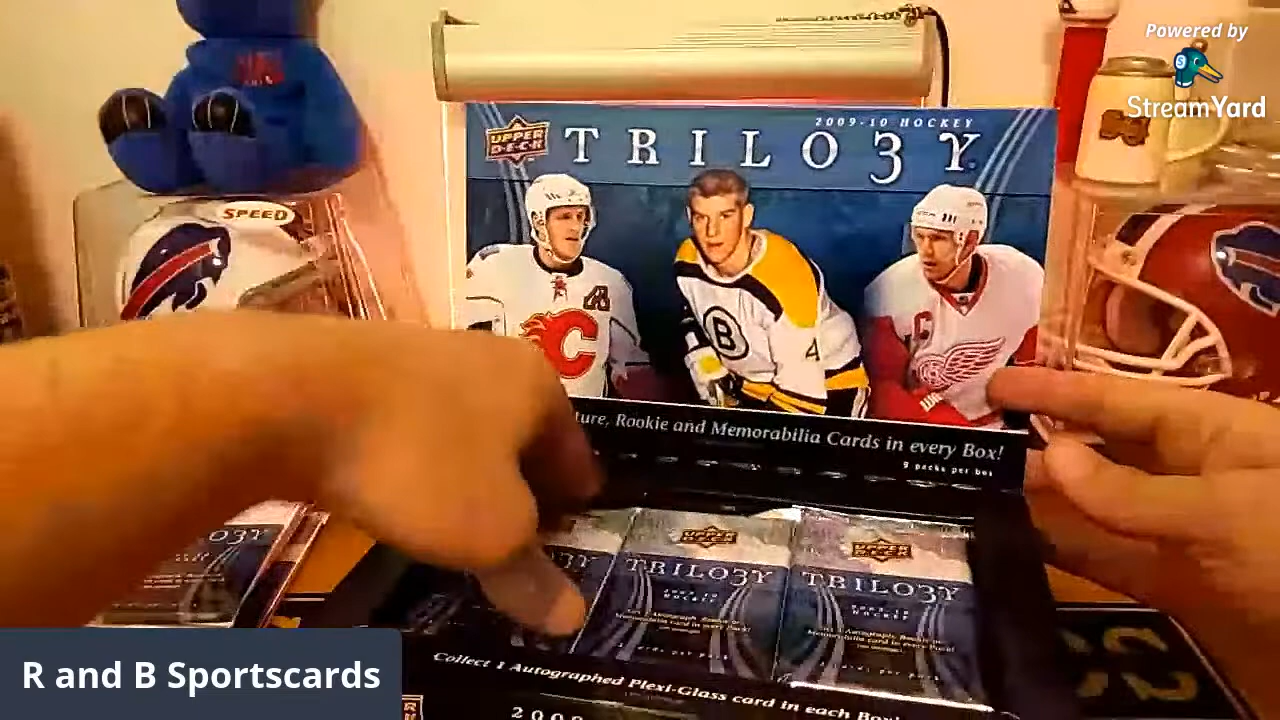 Powered by
StreamYard
2009-10 HOCKEY
UPPER DECK
TRILO3Y
SPEED
A
C
B
4
C
ture, Rookie and Memorabilia Cards in every Box!
9 packs per box
UPPER DECK
TRILO3Y
UPPER DECK
TRILO3Y
HOCKEY
Collect 1 Autographed Plexi-Glass card in each Box!
R and B Sportscards